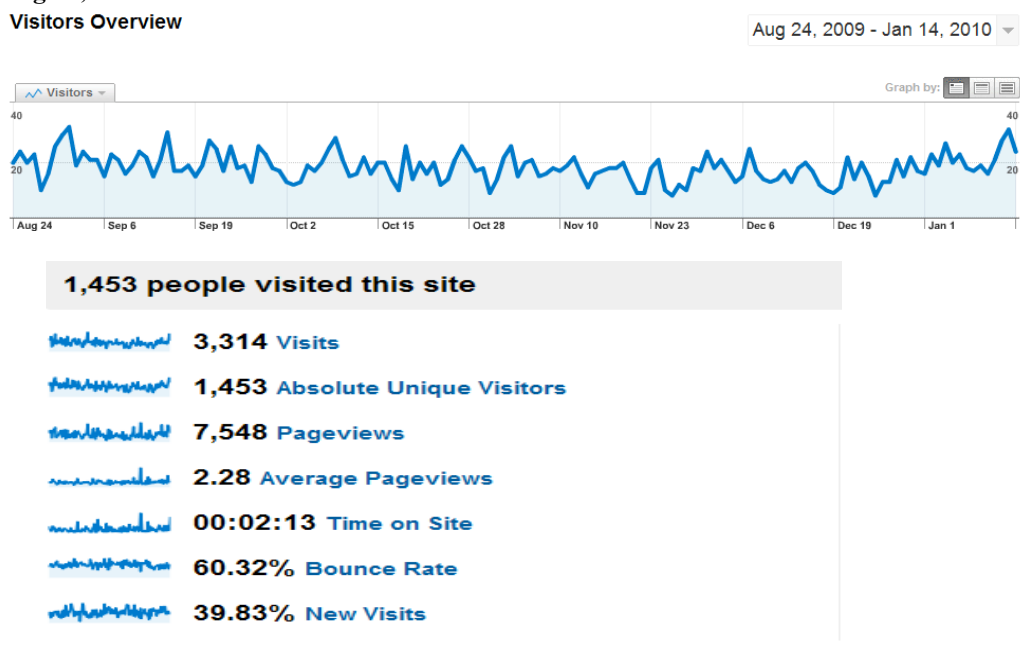 Visitors Overview
Aug 24, 2009 - Jan 14, 2010
Visitors
Graph by:
40 40
20 20
Aug 24 Sep 6 Sep 19 Oct 2 Oct 15 Oct 28 Nov 10 Nov 23 Dec 6 Dec 19 Jan 1
1,453 people visited this site
3,314 Visits
1,453 Absolute Unique Visitors
7,548 Pageviews
2.28 Average Pageviews
00:02:13 Time on Site
60.32% Bounce Rate
39.83% New Visits